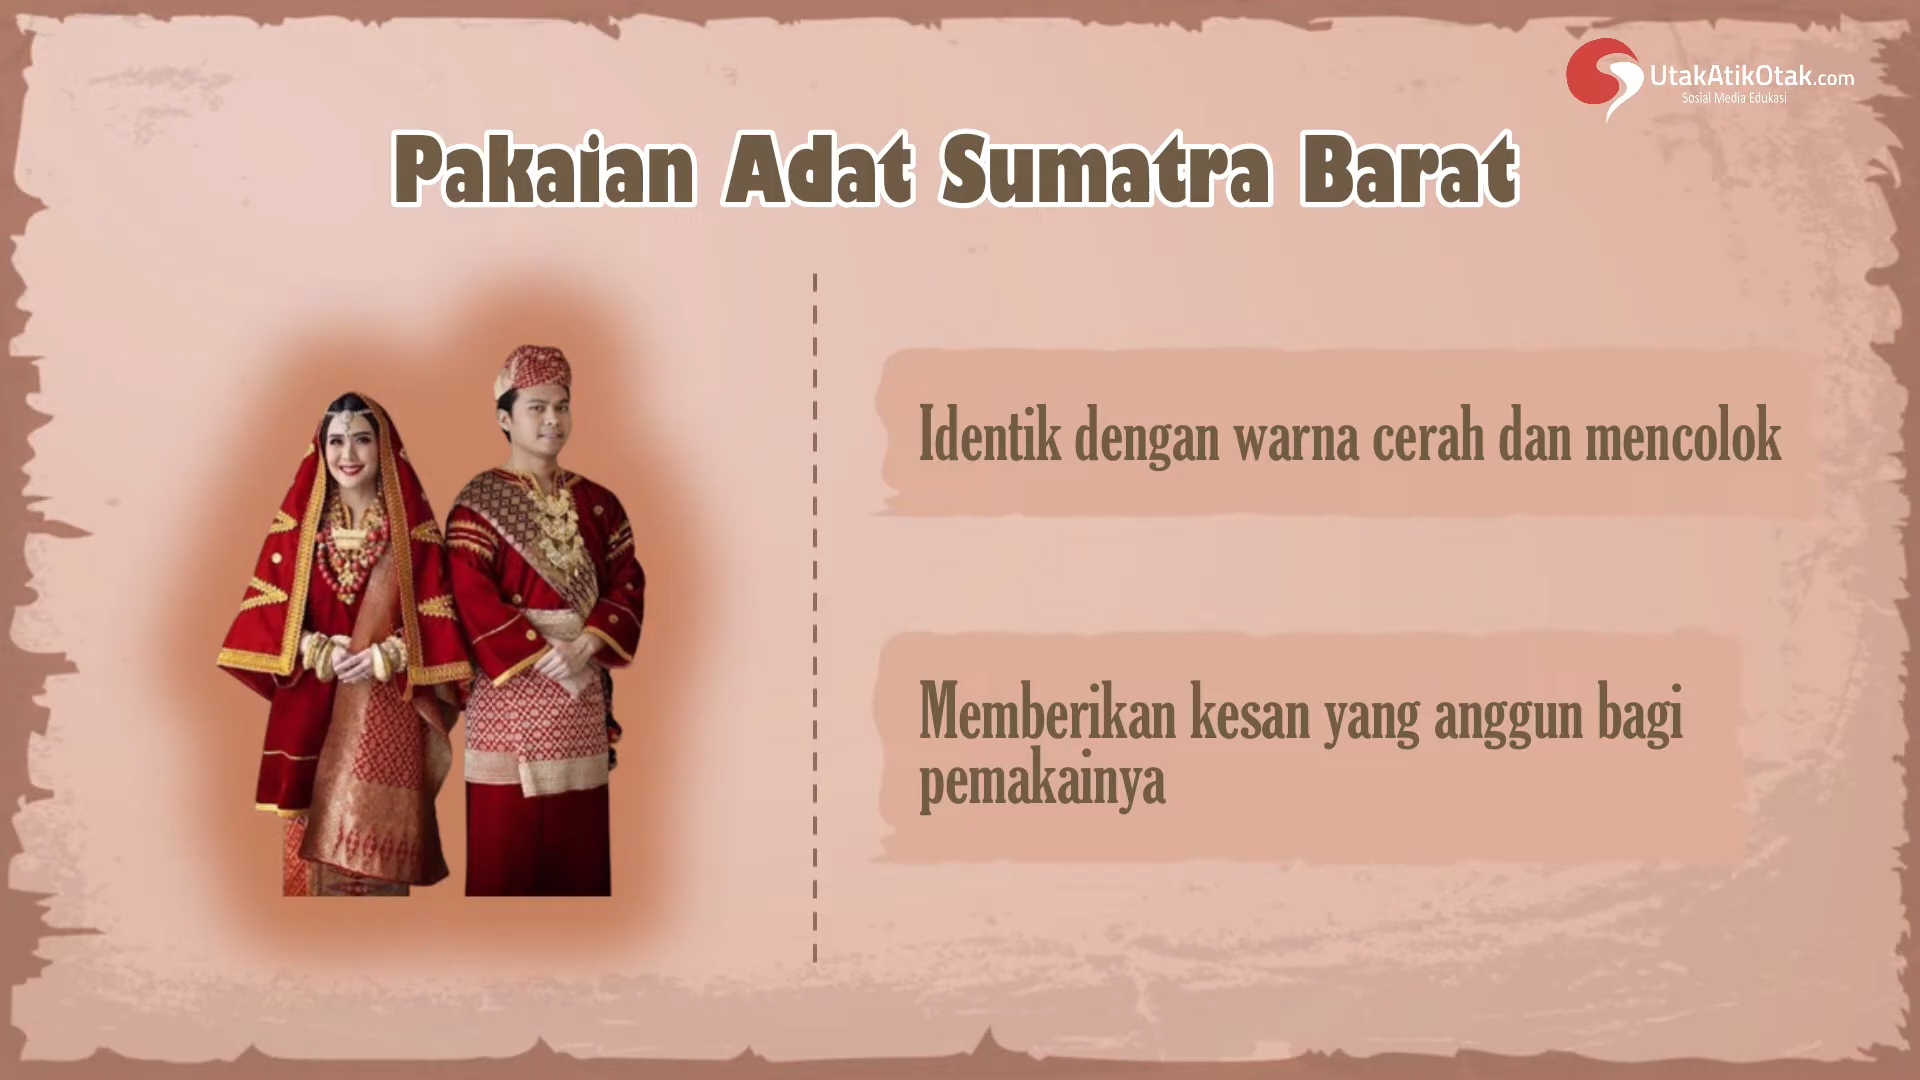 UtakAtikOtak.com
Sosial Media Edukasi
Pakaian Adat Sumatra Barat
Identik dengan warna cerah dan mencolok
Memberikan kesan yang anggun bagi
pemakainya